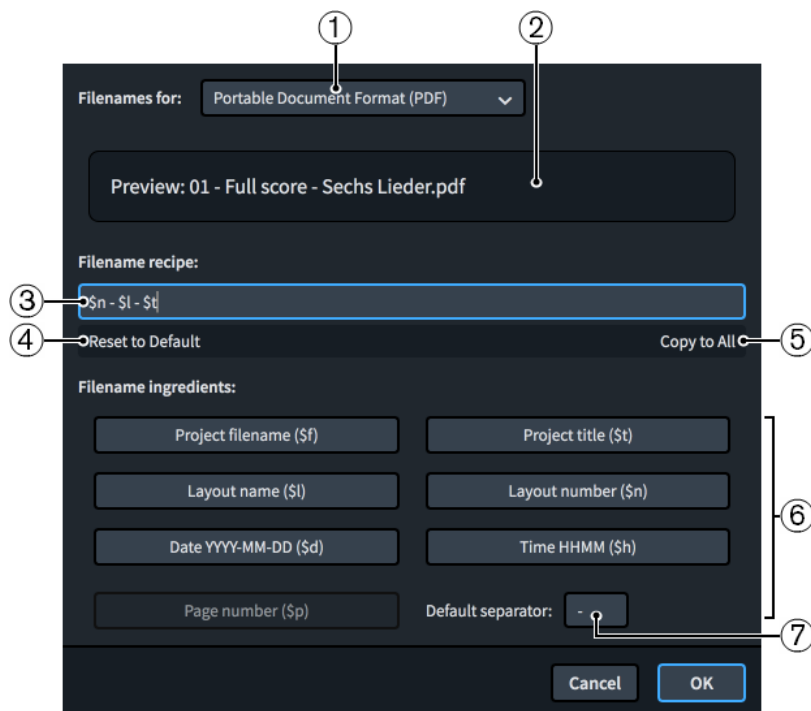 ① ②
Filenames for: Portable Document Format (PDF)
Preview: 01 - Full score - Sechs Lieder.pdf
Filename recipe:
③ $n - $l - $t
④ Reset to Default Copy to All ⑤
Filename ingredients:
Project filename ($f) Project title ($t)
Layout name ($l) Layout number ($n)
⑥
Date YYYY-MM-DD ($d) Time HHMM ($h)
Page number ($p) Default separator: -
⑦
Cancel OK